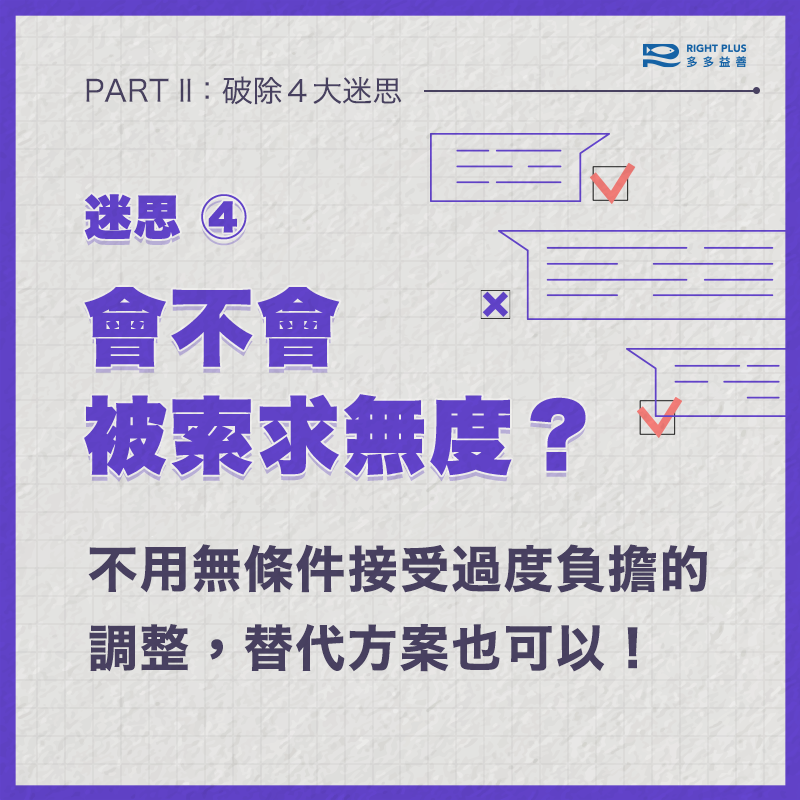 RIGHT PLUS
多多益善
PART II：破除4大迷思
迷思 ④
會不會
被索求無度？
不用無條件接受過度負擔的
調整，替代方案也可以！